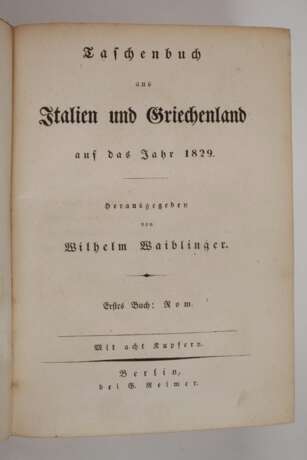 Taschenbuch
aus
Italien und Griechenland
auf das Jahr 1829.
Herausgegeben
von
Wilhelm Waiblinger.
Erstes Buch: Rom.
Mit acht Kupfern.
Berlin,
bei G. Reimer.